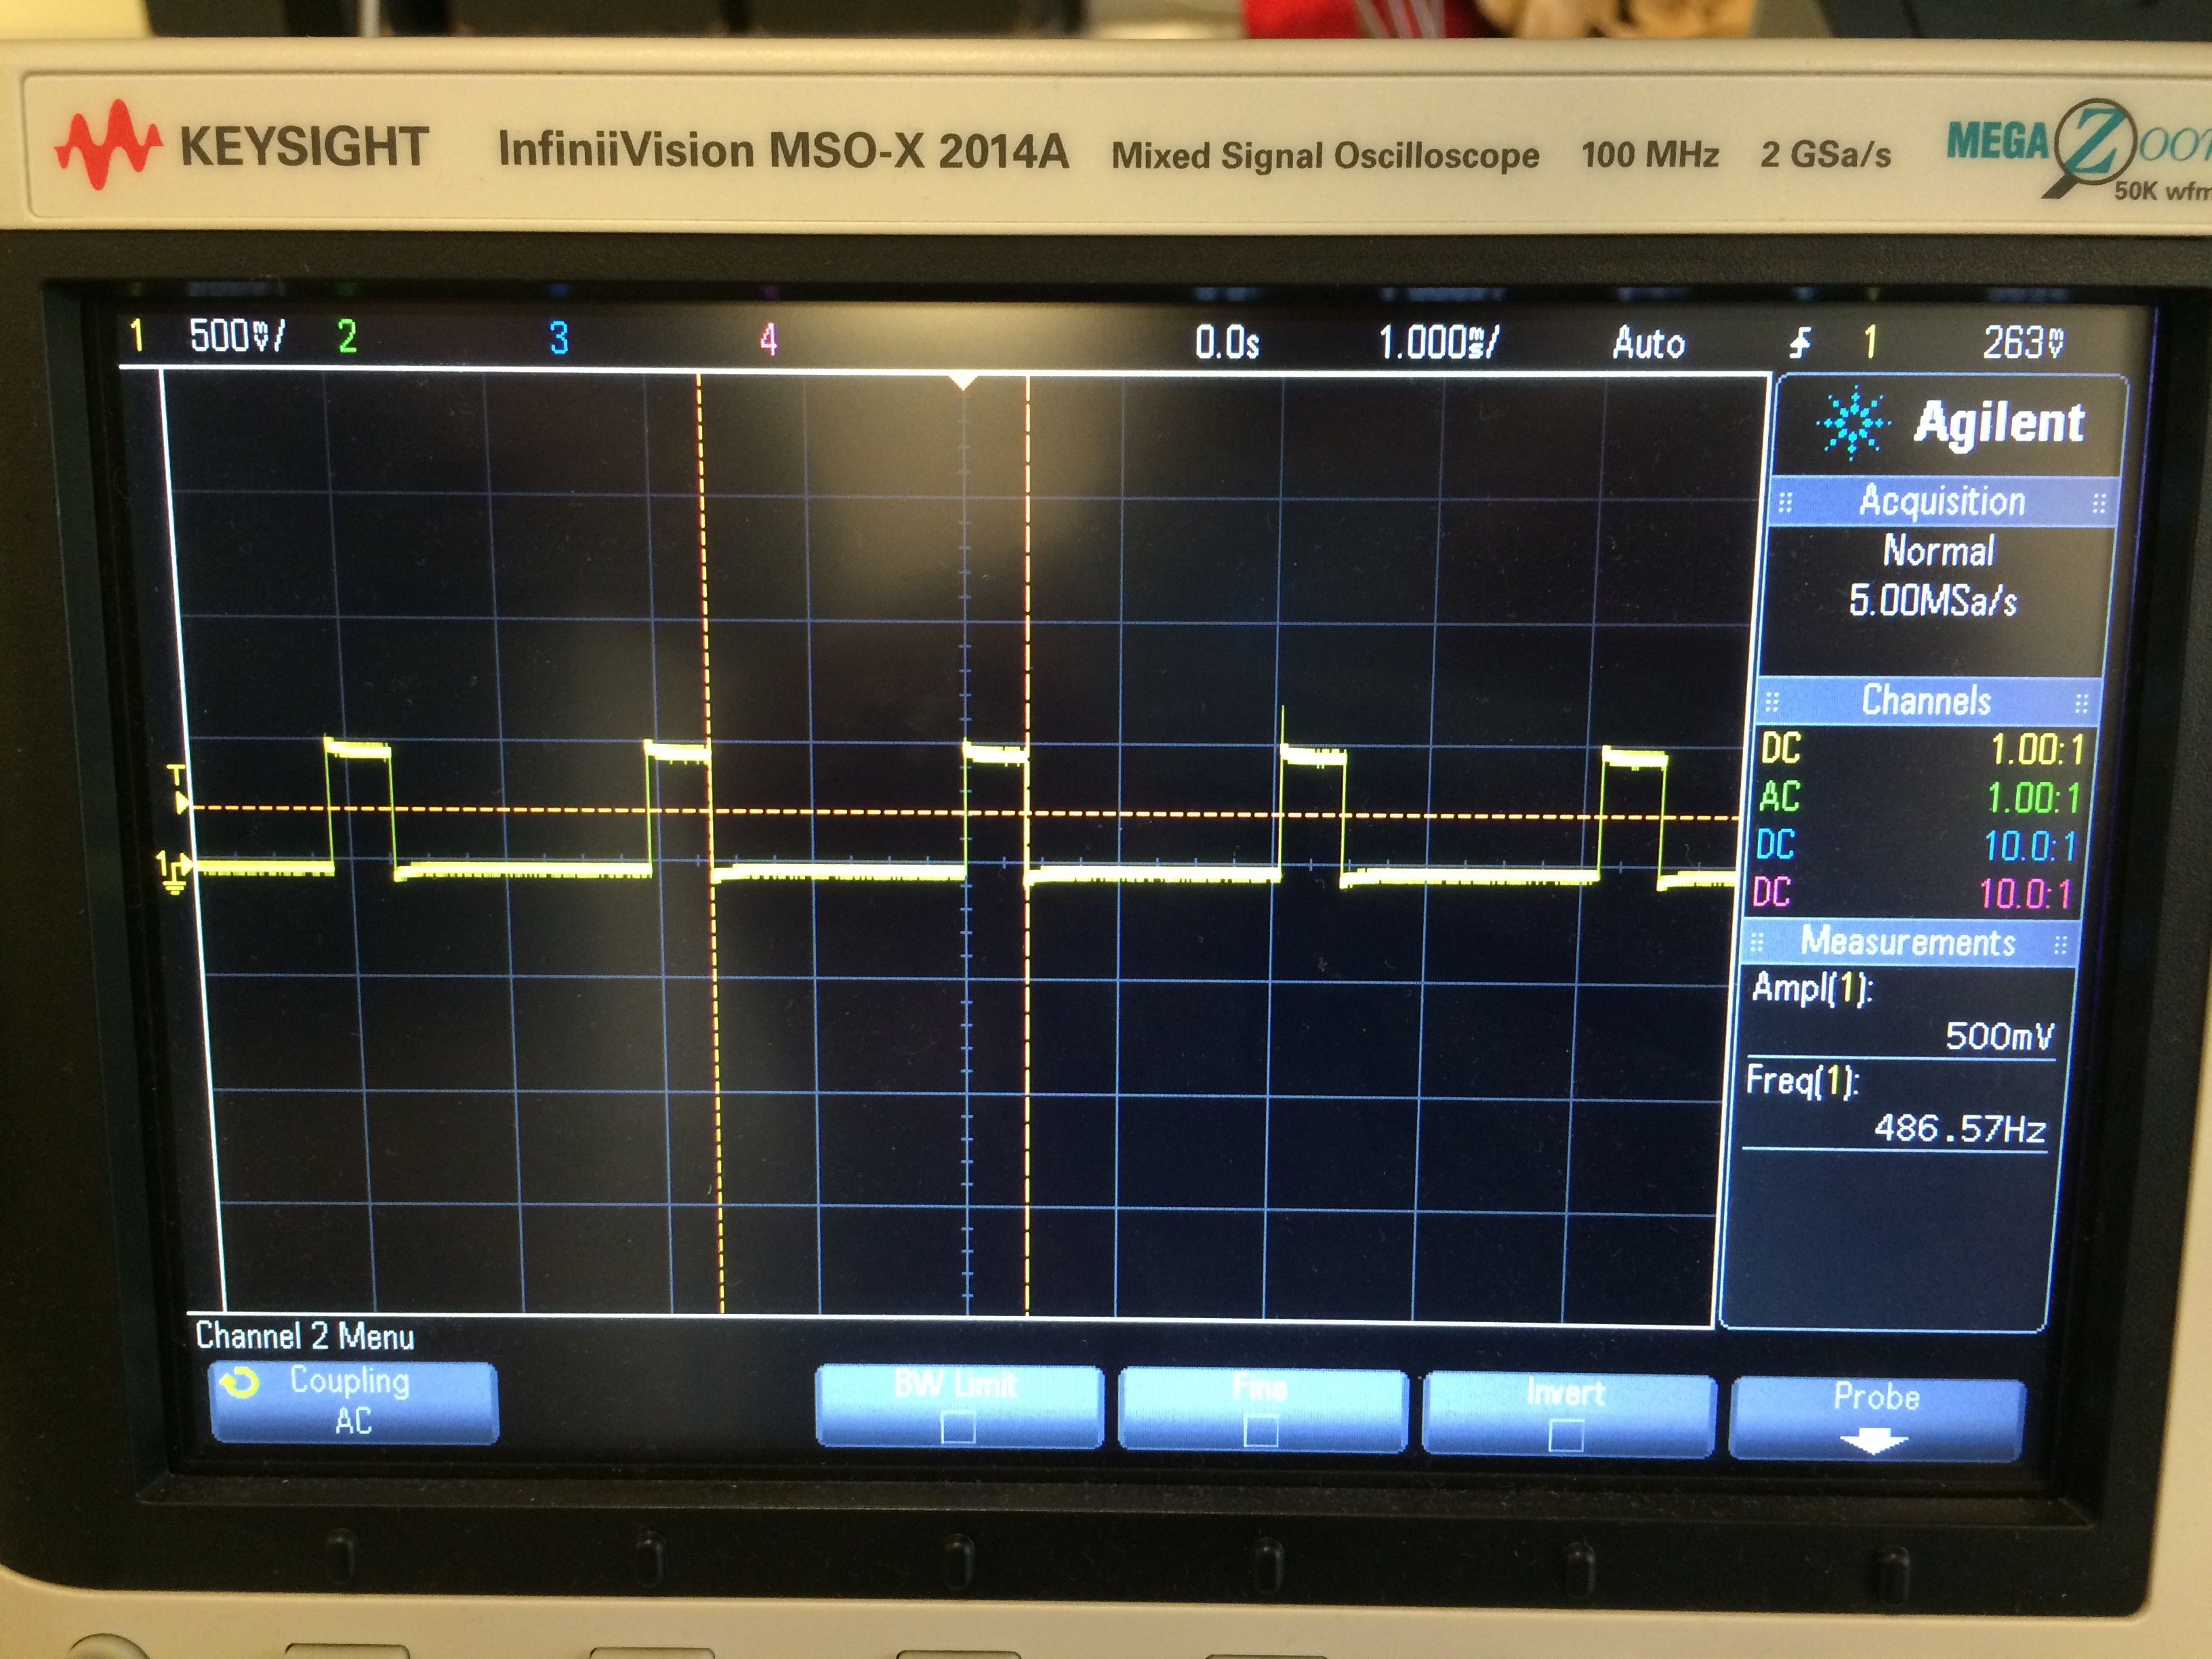 KEYSIGHT InfiniiVision MSO-X 2014A Mixed Signal Oscilloscope 100 MHz 2 GSa/s MEGA Zoom
50K wfm
1 500mV/ 2 3 4 0.0s 1.000ms/ Auto 1 263mV
Agilent
Acquisition
Normal
5.00MSa/s
Channels
DC 1.00:1
AC 1.00:1
DC 10.0:1
DC 10.0:1
T
1
Measurements
Ampl(1):
500mV
Freq(1):
486.57Hz
Channel 2 Menu
Coupling
AC
BW Limit
Fine
Invert
Probe